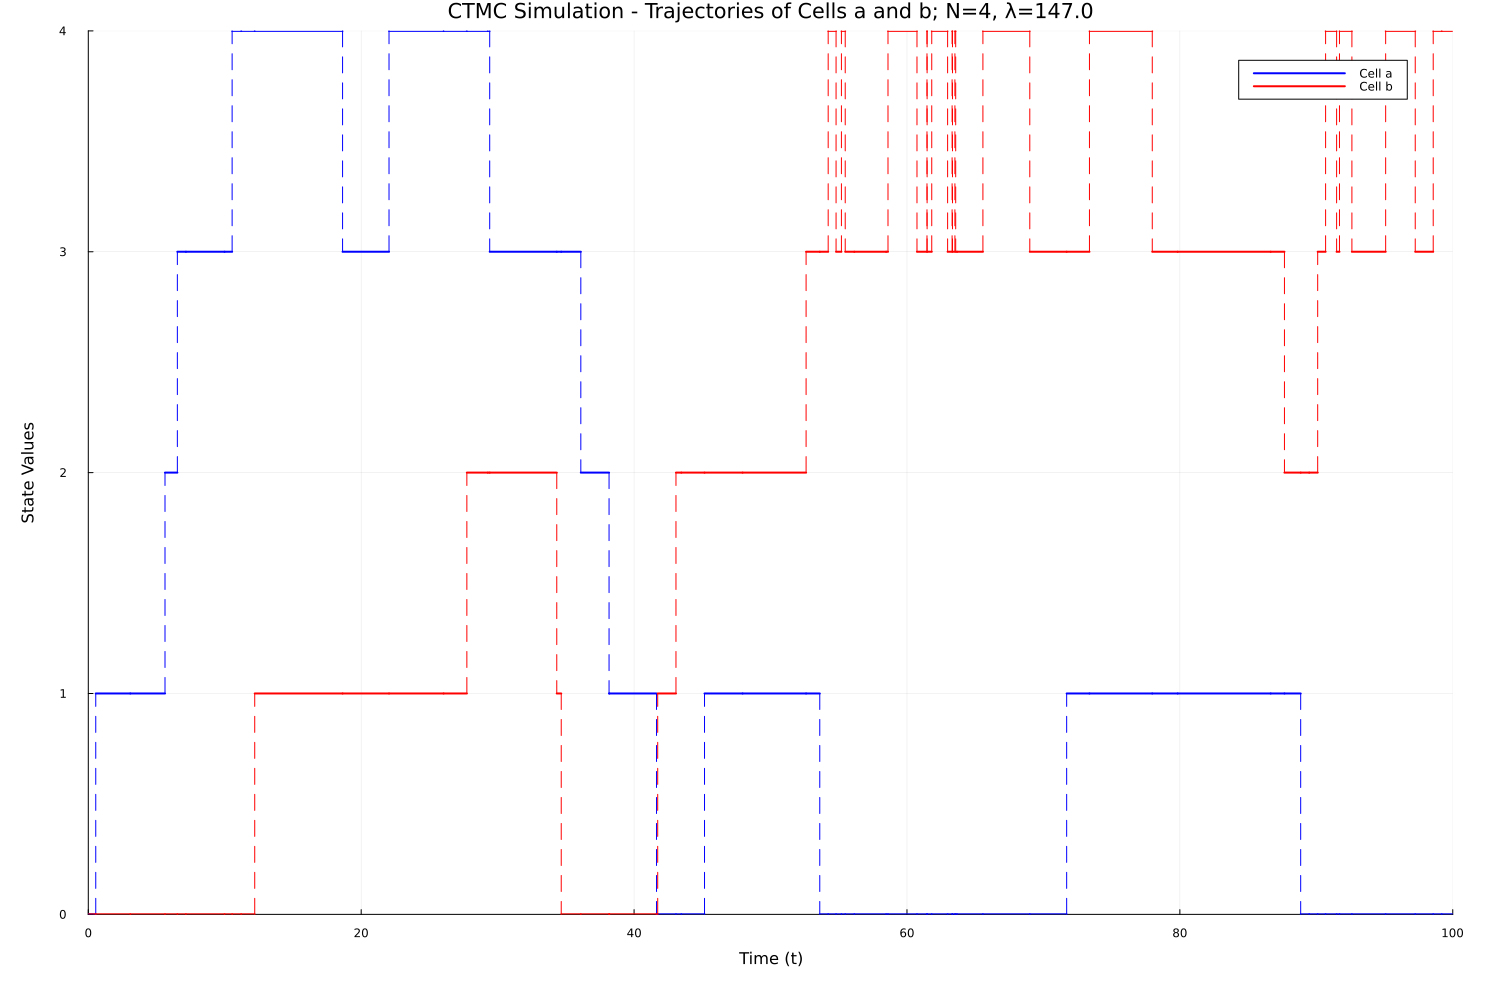 CTMC Simulation - Trajectories of Cells a and b; N=4, λ=147.0
4
Cell a
Cell b
3
State Values
2
1
0
0 20 40 60 80 100
Time (t)